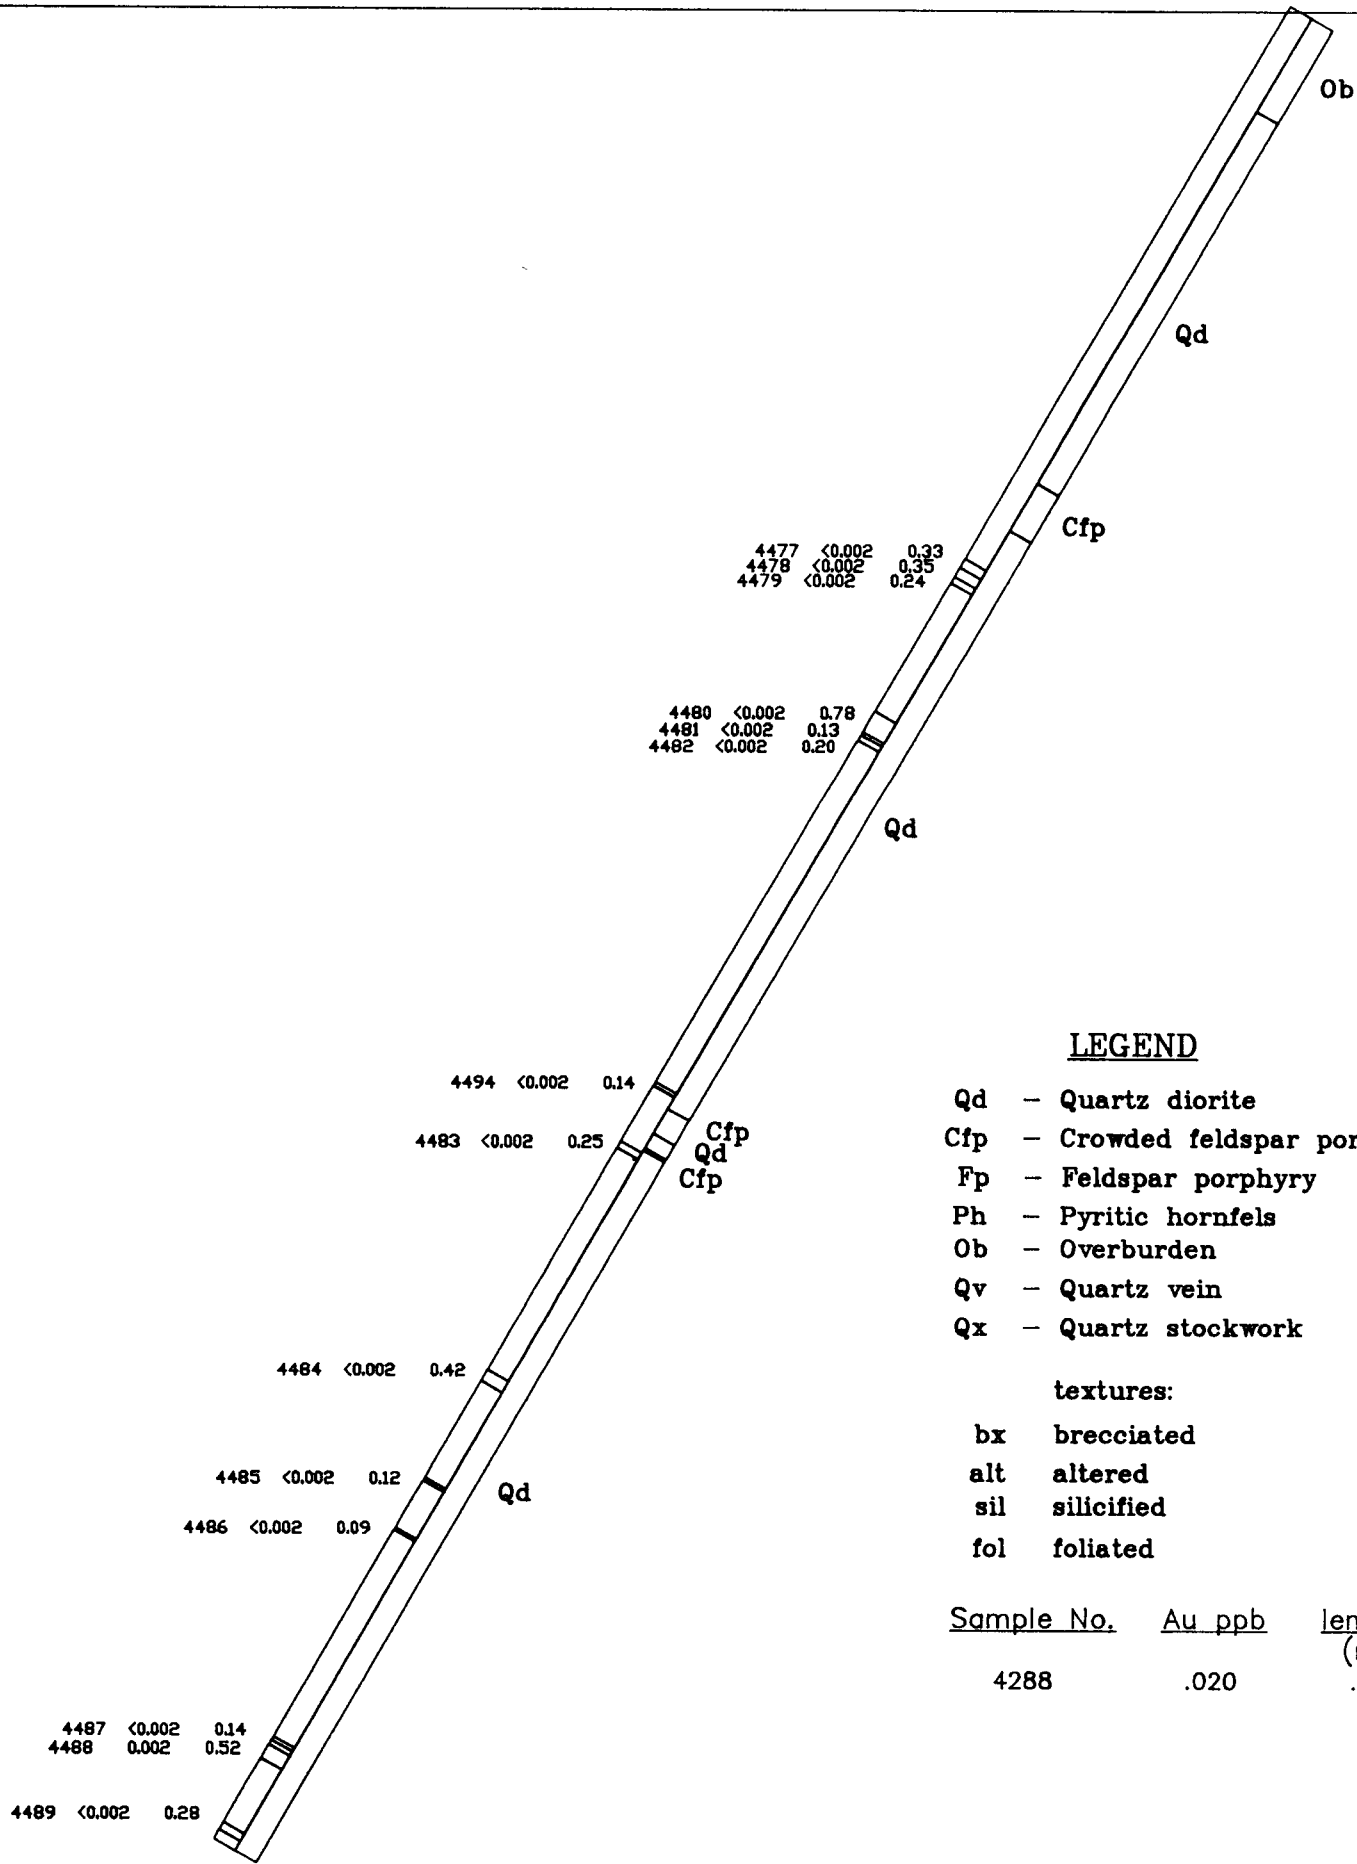 Ob
Qd
Cfp
4477 <0.002 0.33
4478 <0.002 0.35
4479 <0.002 0.24
4480 <0.002 0.78
4481 <0.002 0.13
4482 <0.002 0.20
Qd
4494 <0.002 0.14
4483 <0.002 0.25
Cfp
Qd
Cfp
4484 <0.002 0.42
4485 <0.002 0.12
4486 <0.002 0.09
Qd
4487 <0.002 0.14
4488 0.002 0.52
4489 <0.002 0.28
LEGEND
Qd - Quartz diorite
Cfp - Crowded feldspar por
Fp - Feldspar porphyry
Ph - Pyritic hornfels
Ob - Overburden
Qv - Quartz vein
Qx - Quartz stockwork
textures:
bx brecciated
alt altered
sil silicified
fol foliated
Sample No. Au ppb len
4288 .020